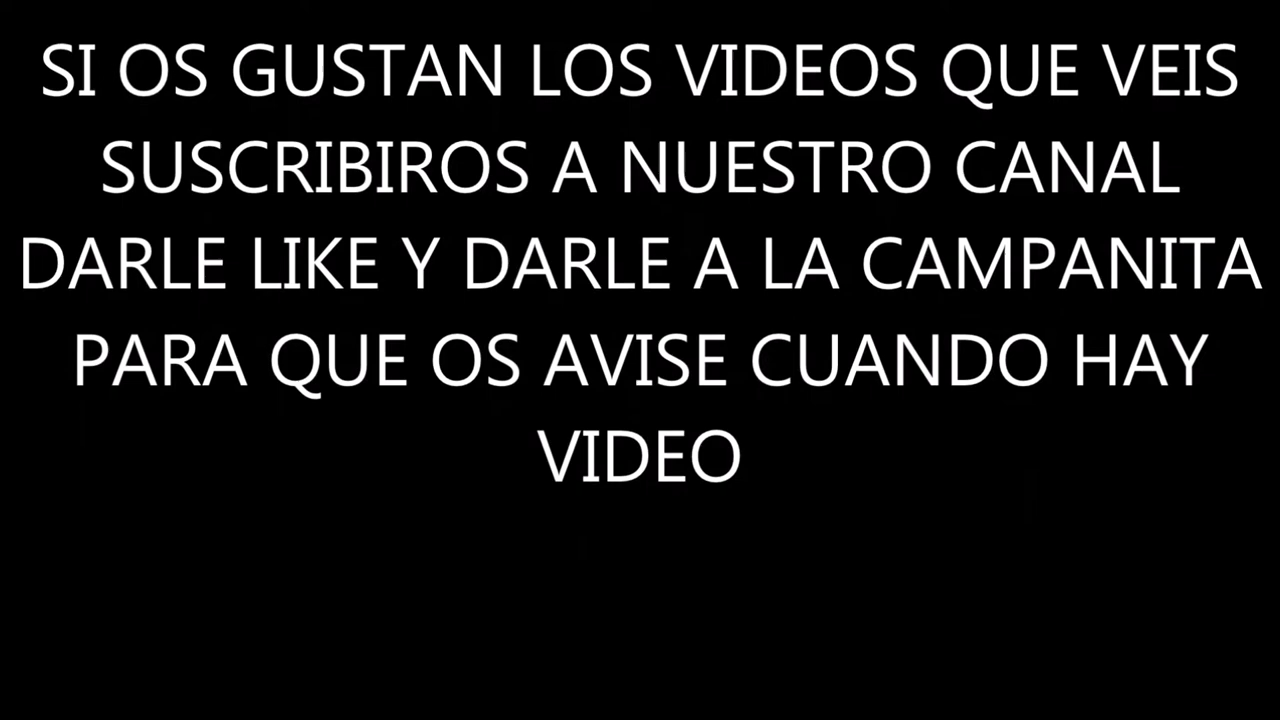 SI OS GUSTAN LOS VIDEOS QUE VEIS
SUSCRIBIROS A NUESTRO CANAL
DARLE LIKE Y DARLE A LA CAMPANITA
PARA QUE OS AVISE CUANDO HAY
VIDEO